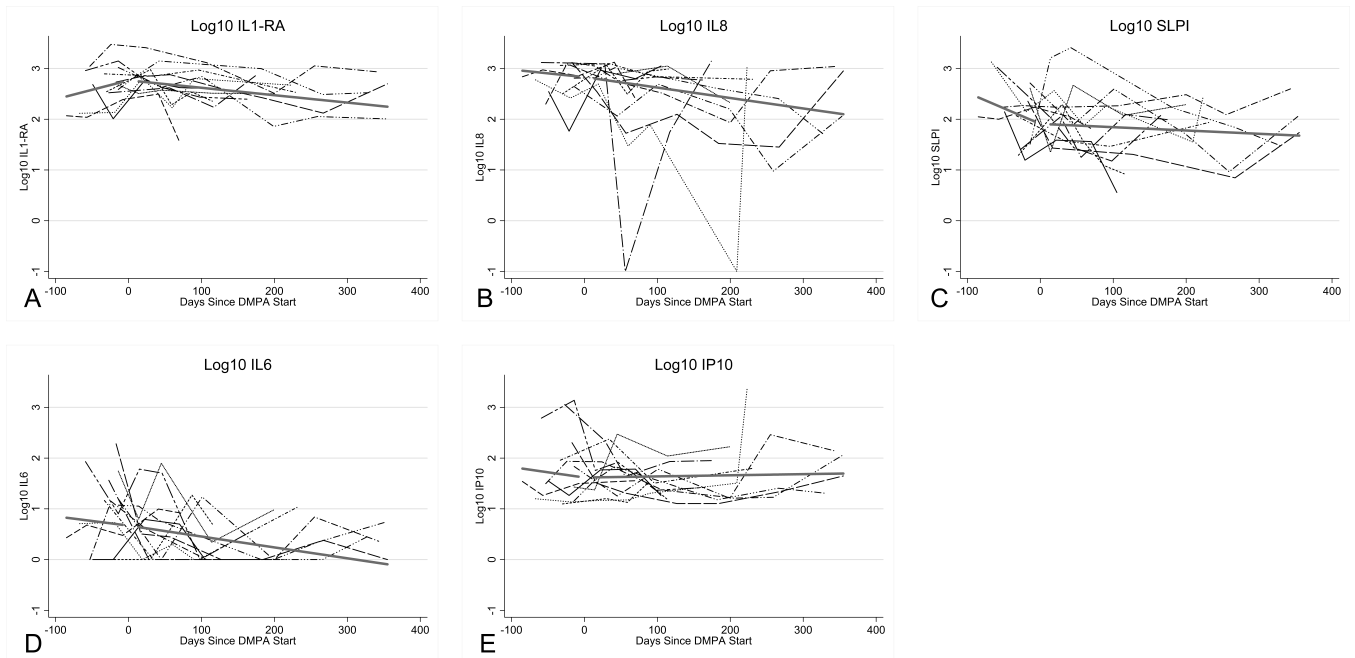 Log10 IL1-RA
Log10 IL1-RA
3
2
1
0
-1
-100 0 100 200 300 400
Days Since DMPA Start
A
Log10 IL8
Log10 IL8
3
2
1
0
-1
-100 0 100 200 300 400
Days Since DMPA Start
B
Log10 SLPI
Log10 SLPI
3
2
1
0
-1
-100 0 100 200 300 400
Days Since DMPA Start
C
Log10 IL6
Log10 IL6
3
2
1
0
-1
-100 0 100 200 300 400
Days Since DMPA Start
D
Log10 IP10
Log10 IP10
3
2
1
0
-1
-100 0 100 200 300 400
Days Since DMPA Start
E